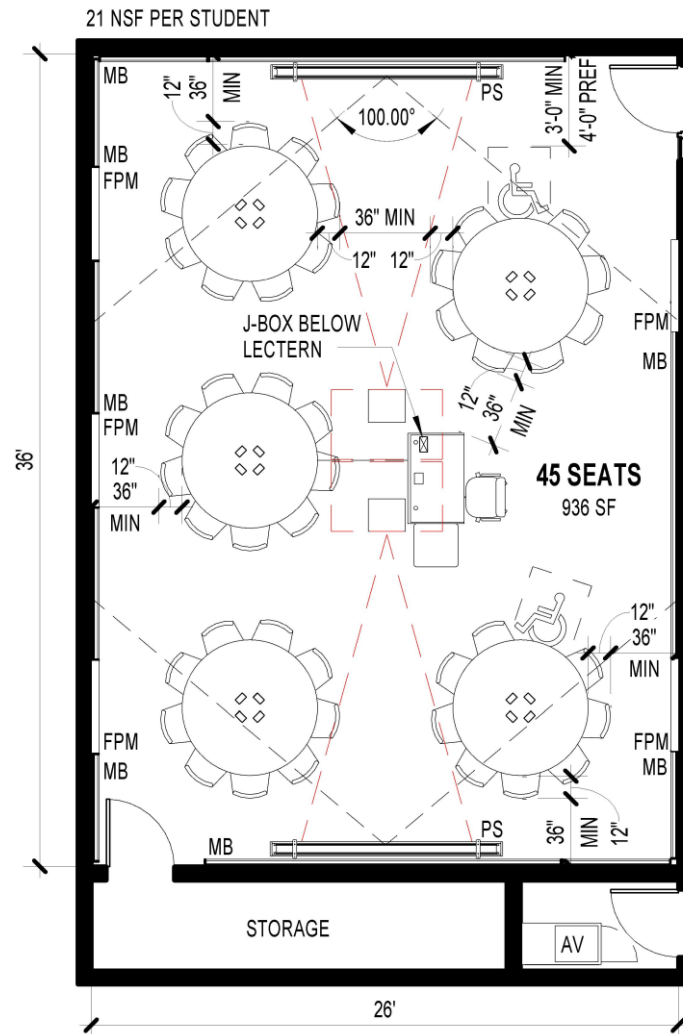 21 NSF PER STUDENT
MB
12"
36"
MIN
PS
100.00°
3'-0" MIN
4'-0" PREF
MB
FPM
36" MIN
12"
12"
J-BOX BELOW
LECTERN
FPM
MB
12"
36"
MIN
MB
FPM
36'
12"
36"
MIN
45 SEATS
936 SF
12"
36"
MIN
FPM
MB
FPM
MB
MB
PS
36"
MIN
12"
STORAGE
AV
26'